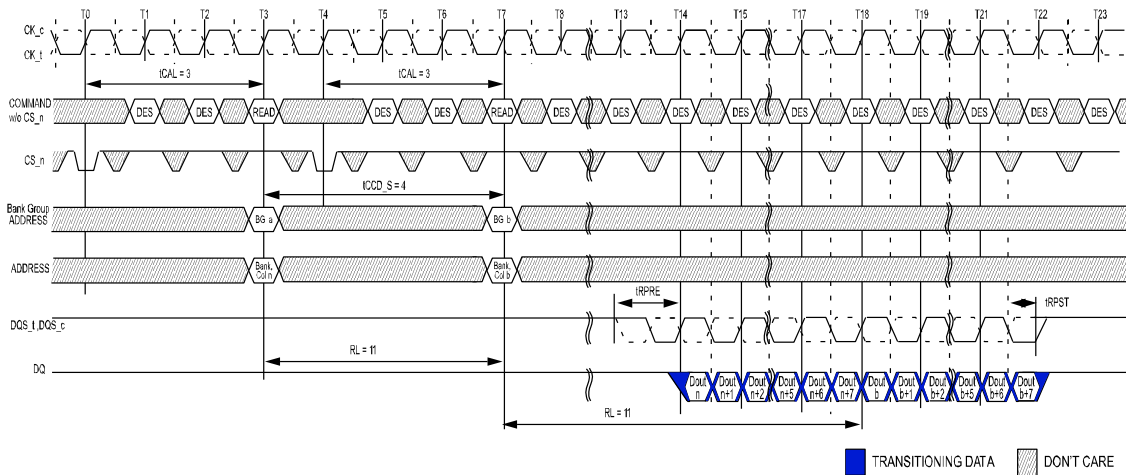 T0 T1 T2 T3 T4 T5 T6 T7 T8 T13 T14 T15 T17 T18 T19 T21 T22 T23
CK_c
CK_t
tCAL = 3 tCAL = 3
COMMAND
w/o CS_n
DES DES READ DES DES READ DES DES DES DES DES DES DES DES DES DES
CS_n
tCCD_S = 4
Bank Group
ADDRESS
BG a BG b
ADDRESS
Bank, Bank,
Col n Col b
tRPRE tRPST
DQS_t ,DQS_c
RL = 11
DQ
Dout Dout Dout Dout Dout Dout Dout Dout Dout Dout Dout Dout
n n+1 n+2 n+5 n+6 n+7 b b+1 b+2 b+5 b+6 b+7
RL = 11
TRANSITIONING DATA DON'T CARE